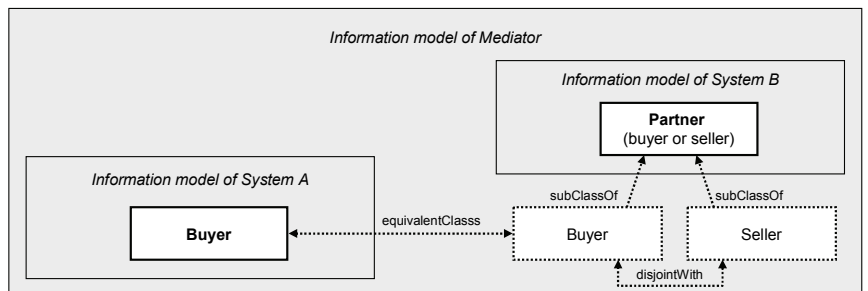 Information model of Mediator
Information model of System B
Partner
(buyer or seller)
Information model of System A
subClassOf
subClassOf
equivalentClasss
Buyer
Buyer
Seller
disjointWith